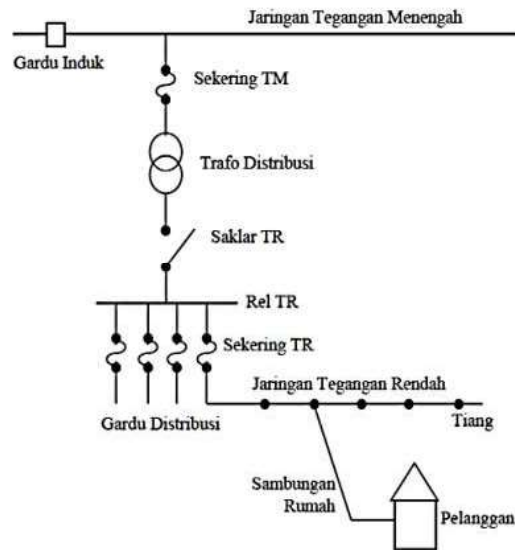 Jaringan Tegangan Menengah
Gardu Induk
Sekering TM
Trafo Distribusi
Saklar TR
Rel TR
Sekering TR
Jaringan Tegangan Rendah
Gardu Distribusi
Tiang
Sambungan
Rumah
Pelanggan